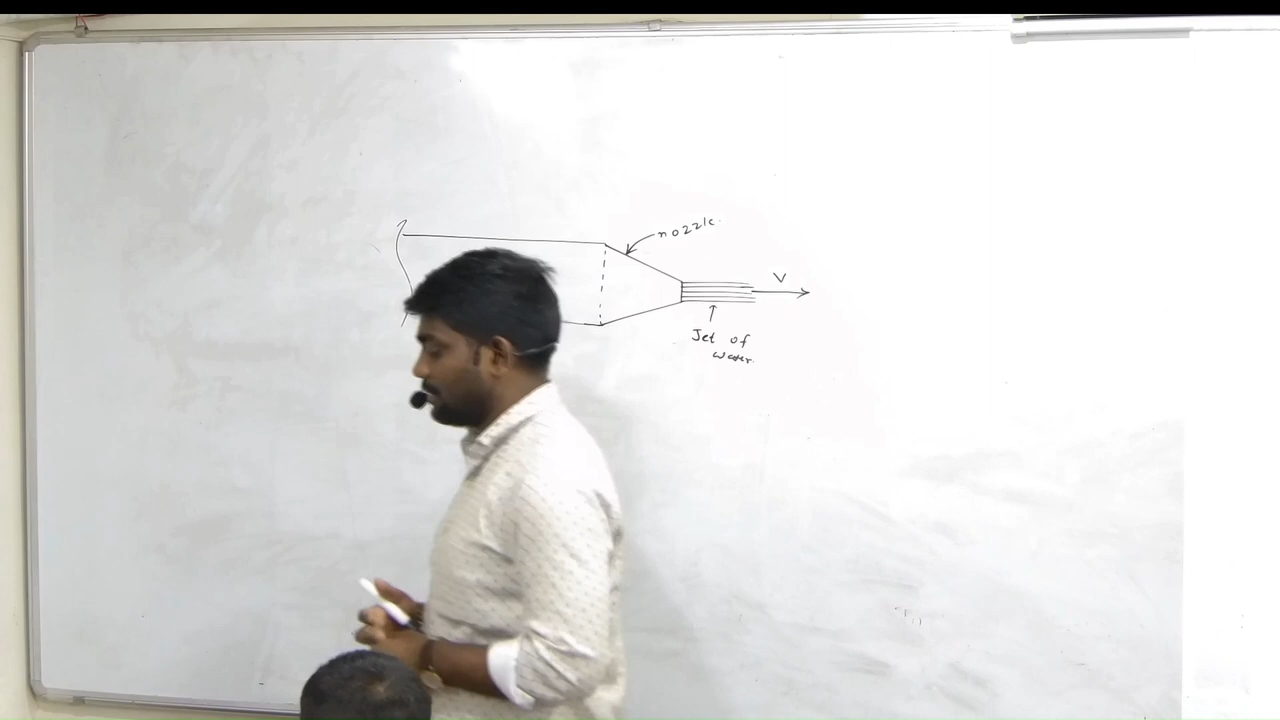 nozzle.
V
Jet of
water.